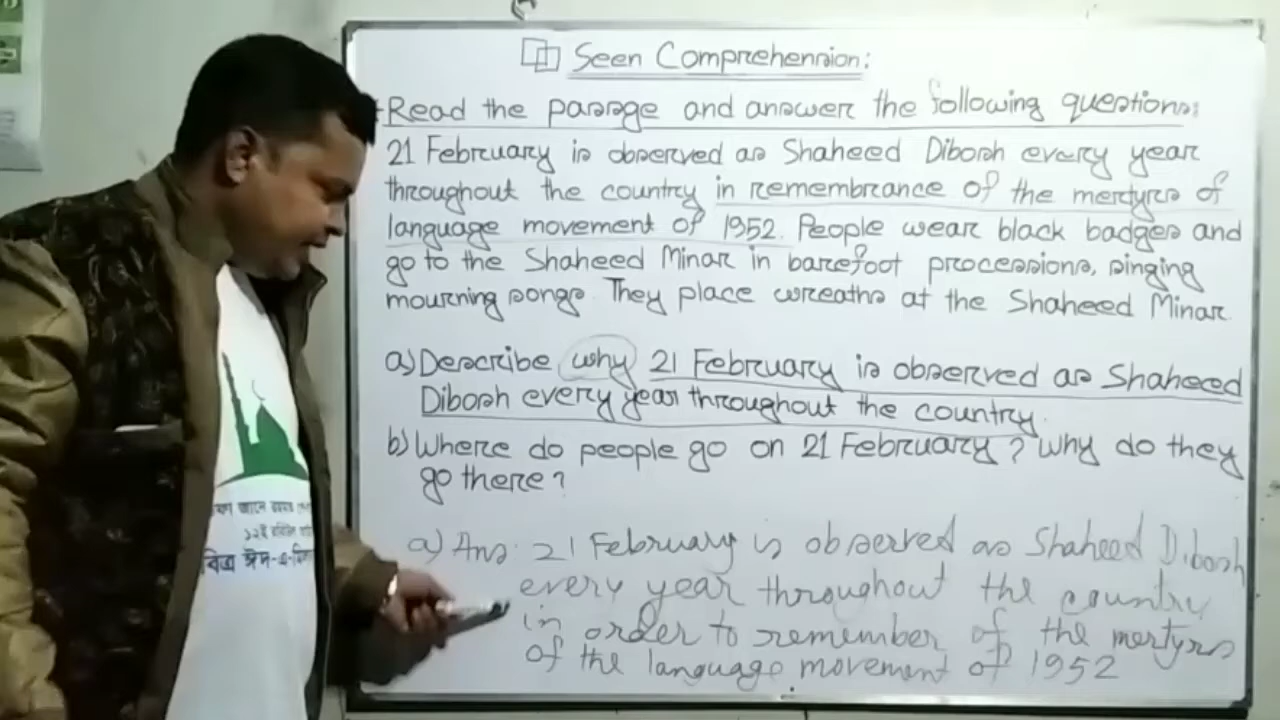 Seen Comprehension:
Read the passage and answer the following questions:
21 February is observed as Shaheed Dibosh every year
throughout the country in remembrance of the mertyrs of
language movement of 1952. People wear black badges and
go to the Shaheed Minar in barefoot processions, singing
mourning songs. They place wreaths at the Shaheed Minar
a) Describe why 21 February is observed as Shaheed
Dibosh every year throughout the country.
b) Where do people go on 21 February? why do they
go there?
a) Ans: 21 February is observed as Shaheed Dibosh
every year throughout the country
in order to remember of the mertyrs
of the language movement of 1952